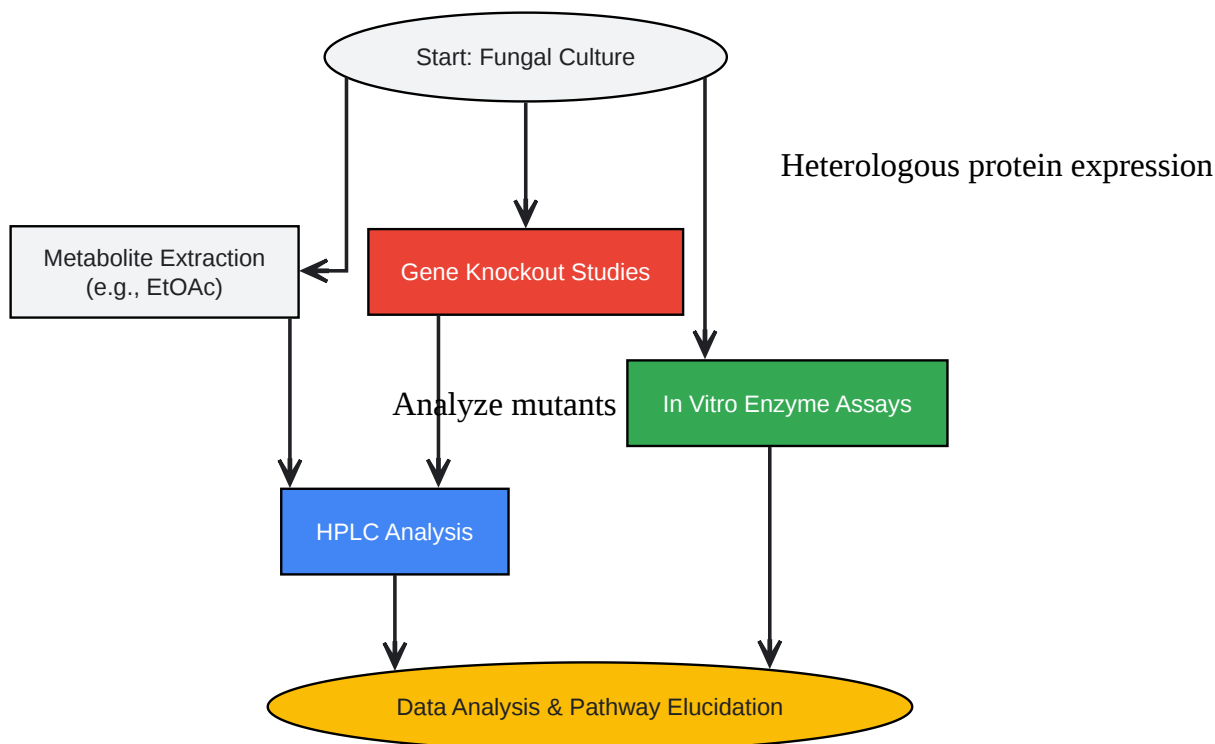 Start: Fungal Culture
Heterologous protein expression
Metabolite Extraction
(e.g., EtOAc)
Gene Knockout Studies
Analyze mutants
In Vitro Enzyme Assays
HPLC Analysis
Data Analysis & Pathway Elucidation